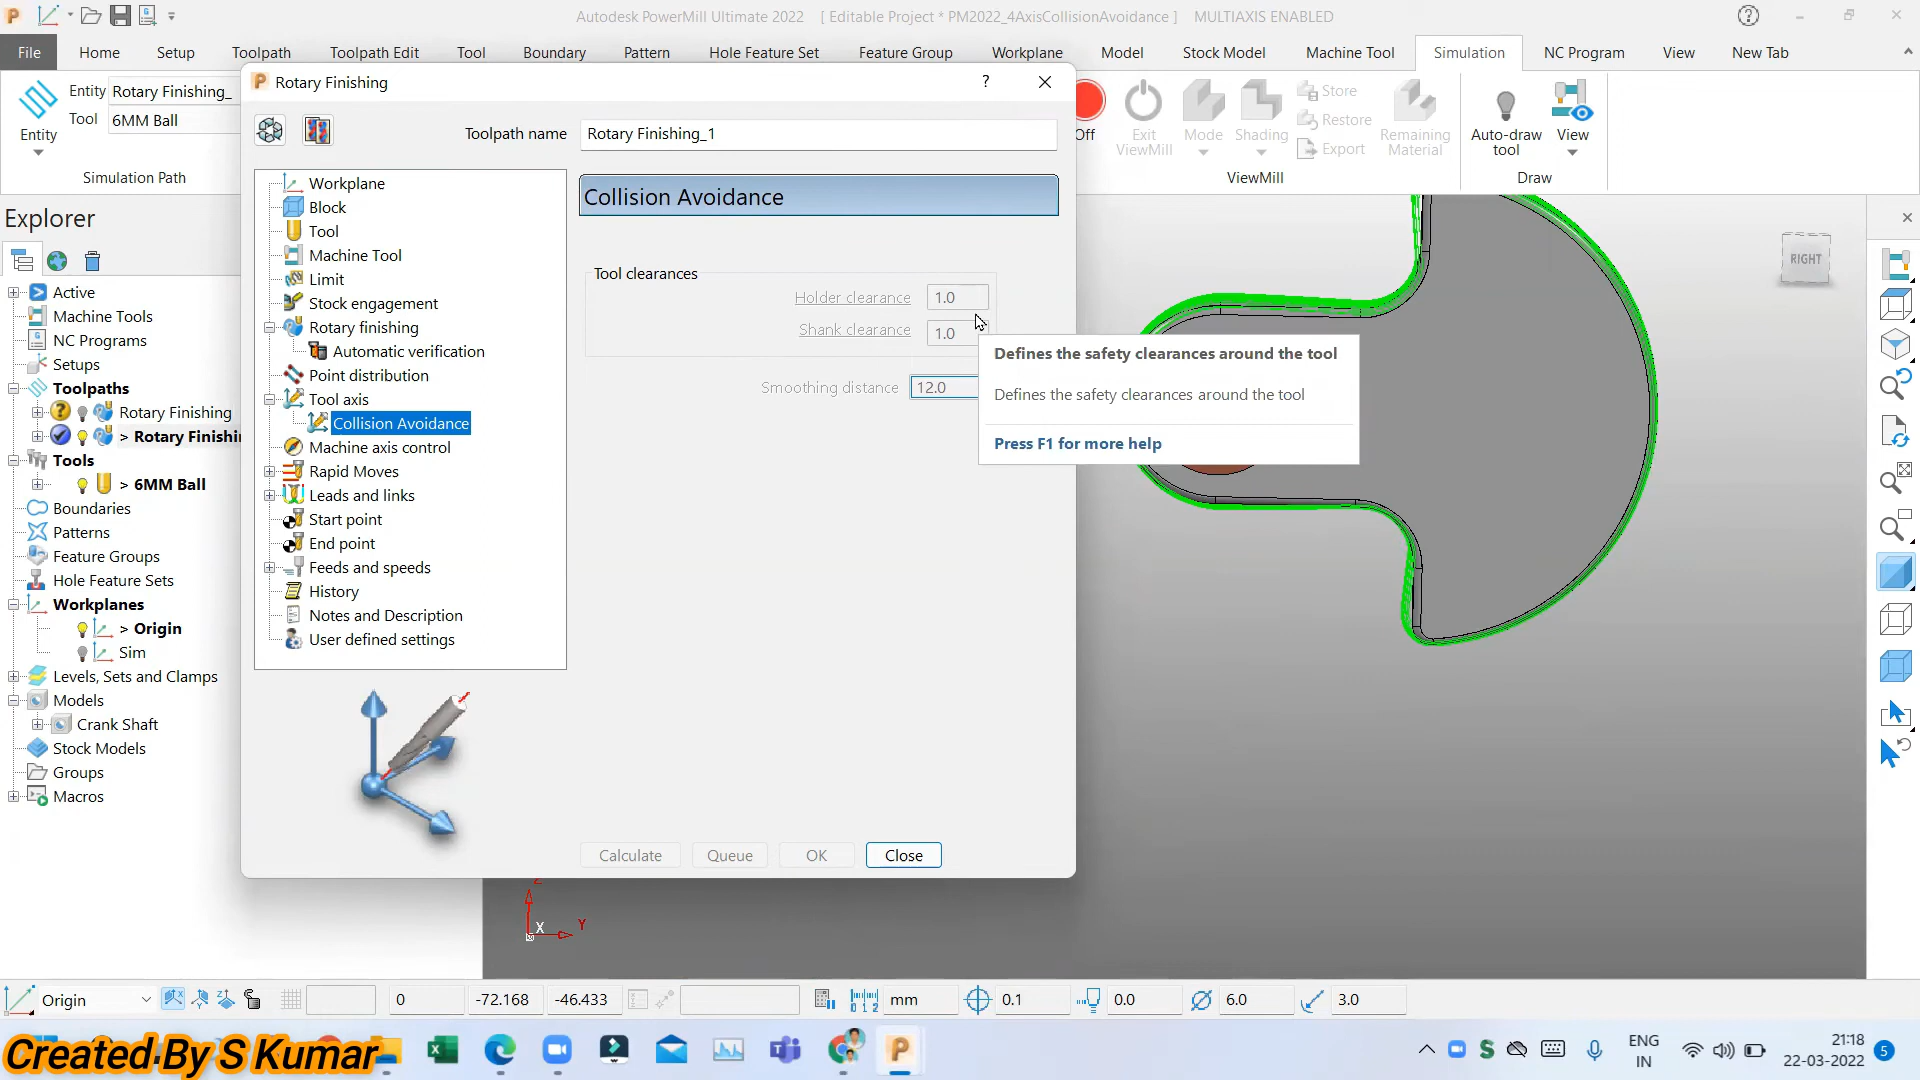 Autodesk PowerMill Ultimate 2022 [ Editable Project * PM2022_4AxisCollisionAvoidance ] MULTIAXIS ENABLED
File Home Setup Toolpath Toolpath Edit Tool Boundary Pattern Hole Feature Set Feature Group Workplane Model Stock Model Machine Tool Simulation NC Program View New Tab
Entity Rotary Finishing_
Tool 6MM Ball
Entity
Simulation Path
Off
Exit ViewMill
Mode
Shading
Store
Restore
Export
Remaining Material
ViewMill
Auto-draw tool
View
Draw
Rotary Finishing
?
Toolpath name Rotary Finishing_1
Workplane
Block
Tool
Machine Tool
Limit
Stock engagement
Rotary finishing
Automatic verification
Point distribution
Tool axis
Collision Avoidance
Machine axis control
Rapid Moves
Leads and links
Start point
End point
Feeds and speeds
History
Notes and Description
User defined settings
Collision Avoidance
Tool clearances
Holder clearance 1.0
Shank clearance 1.0
Smoothing distance 12.0
Defines the safety clearances around the tool
Defines the safety clearances around the tool
Press F1 for more help
Calculate Queue OK Close
Explorer
Active
Machine Tools
NC Programs
Setups
Toolpaths
Rotary Finishing
> Rotary Finishi
Tools
> 6MM Ball
Boundaries
Patterns
Feature Groups
Hole Feature Sets
Workplanes
> Origin
Sim
Levels, Sets and Clamps
Models
Crank Shaft
Stock Models
Groups
Macros
RIGHT
X Y
Origin 0 -72.168 -46.433 mm 0.1 0.0 6.0 3.0
Created By S Kumar
ENG
IN
21:18
22-03-2022
5